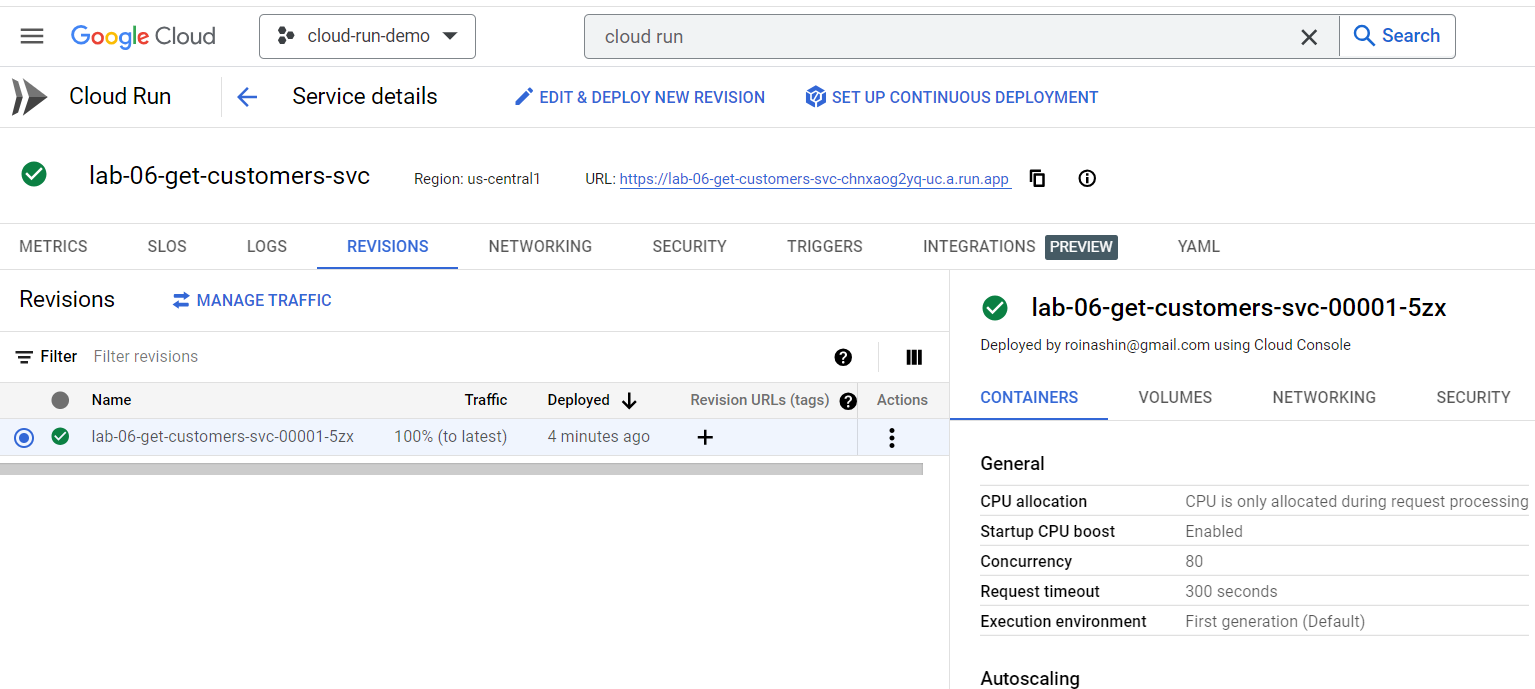 Google Cloud
cloud-run-demo
cloud run
Search
Cloud Run
Service details
EDIT & DEPLOY NEW REVISION
SET UP CONTINUOUS DEPLOYMENT
lab-06-get-customers-svc
Region: us-central1
URL: https://lab-06-get-customers-svc-chnxaog2yq-uc.a.run.app
METRICS SLOS LOGS REVISIONS NETWORKING SECURITY TRIGGERS INTEGRATIONS PREVIEW YAML
Revisions
MANAGE TRAFFIC
Filter Filter revisions
Name Traffic Deployed Revision URLs (tags) Actions
lab-06-get-customers-svc-00001-5zx 100% (to latest) 4 minutes ago
lab-06-get-customers-svc-00001-5zx
Deployed by roinashin@gmail.com using Cloud Console
CONTAINERS VOLUMES NETWORKING SECURITY
General
CPU allocation CPU is only allocated during request processing
Startup CPU boost Enabled
Concurrency 80
Request timeout 300 seconds
Execution environment First generation (Default)
Autoscaling